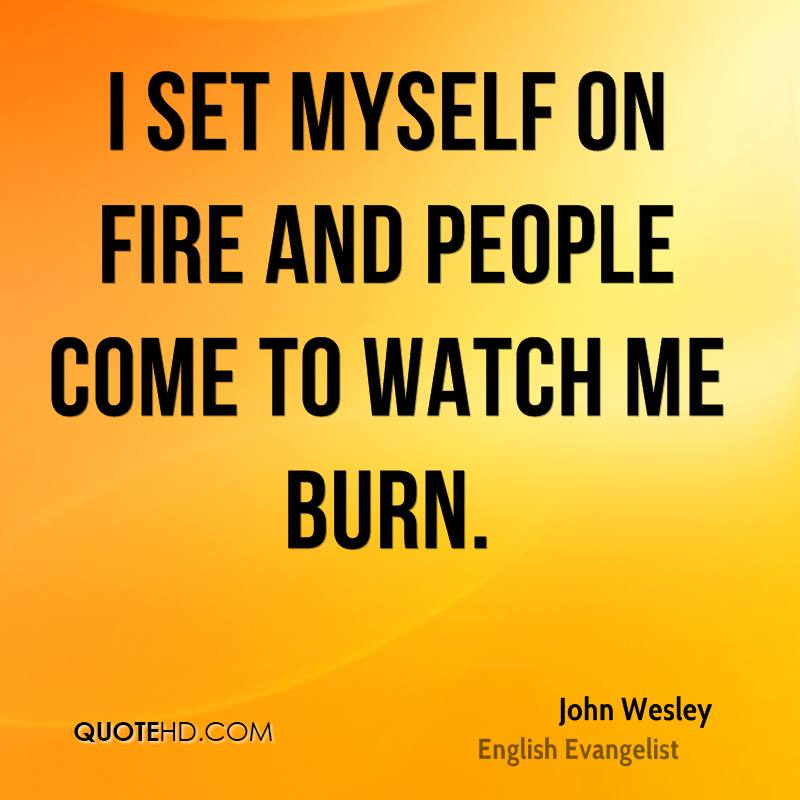 I SET MYSELF ON
FIRE AND PEOPLE
COME TO WATCH ME
BURN.
John Wesley
English Evangelist
QUOTEHD.COM